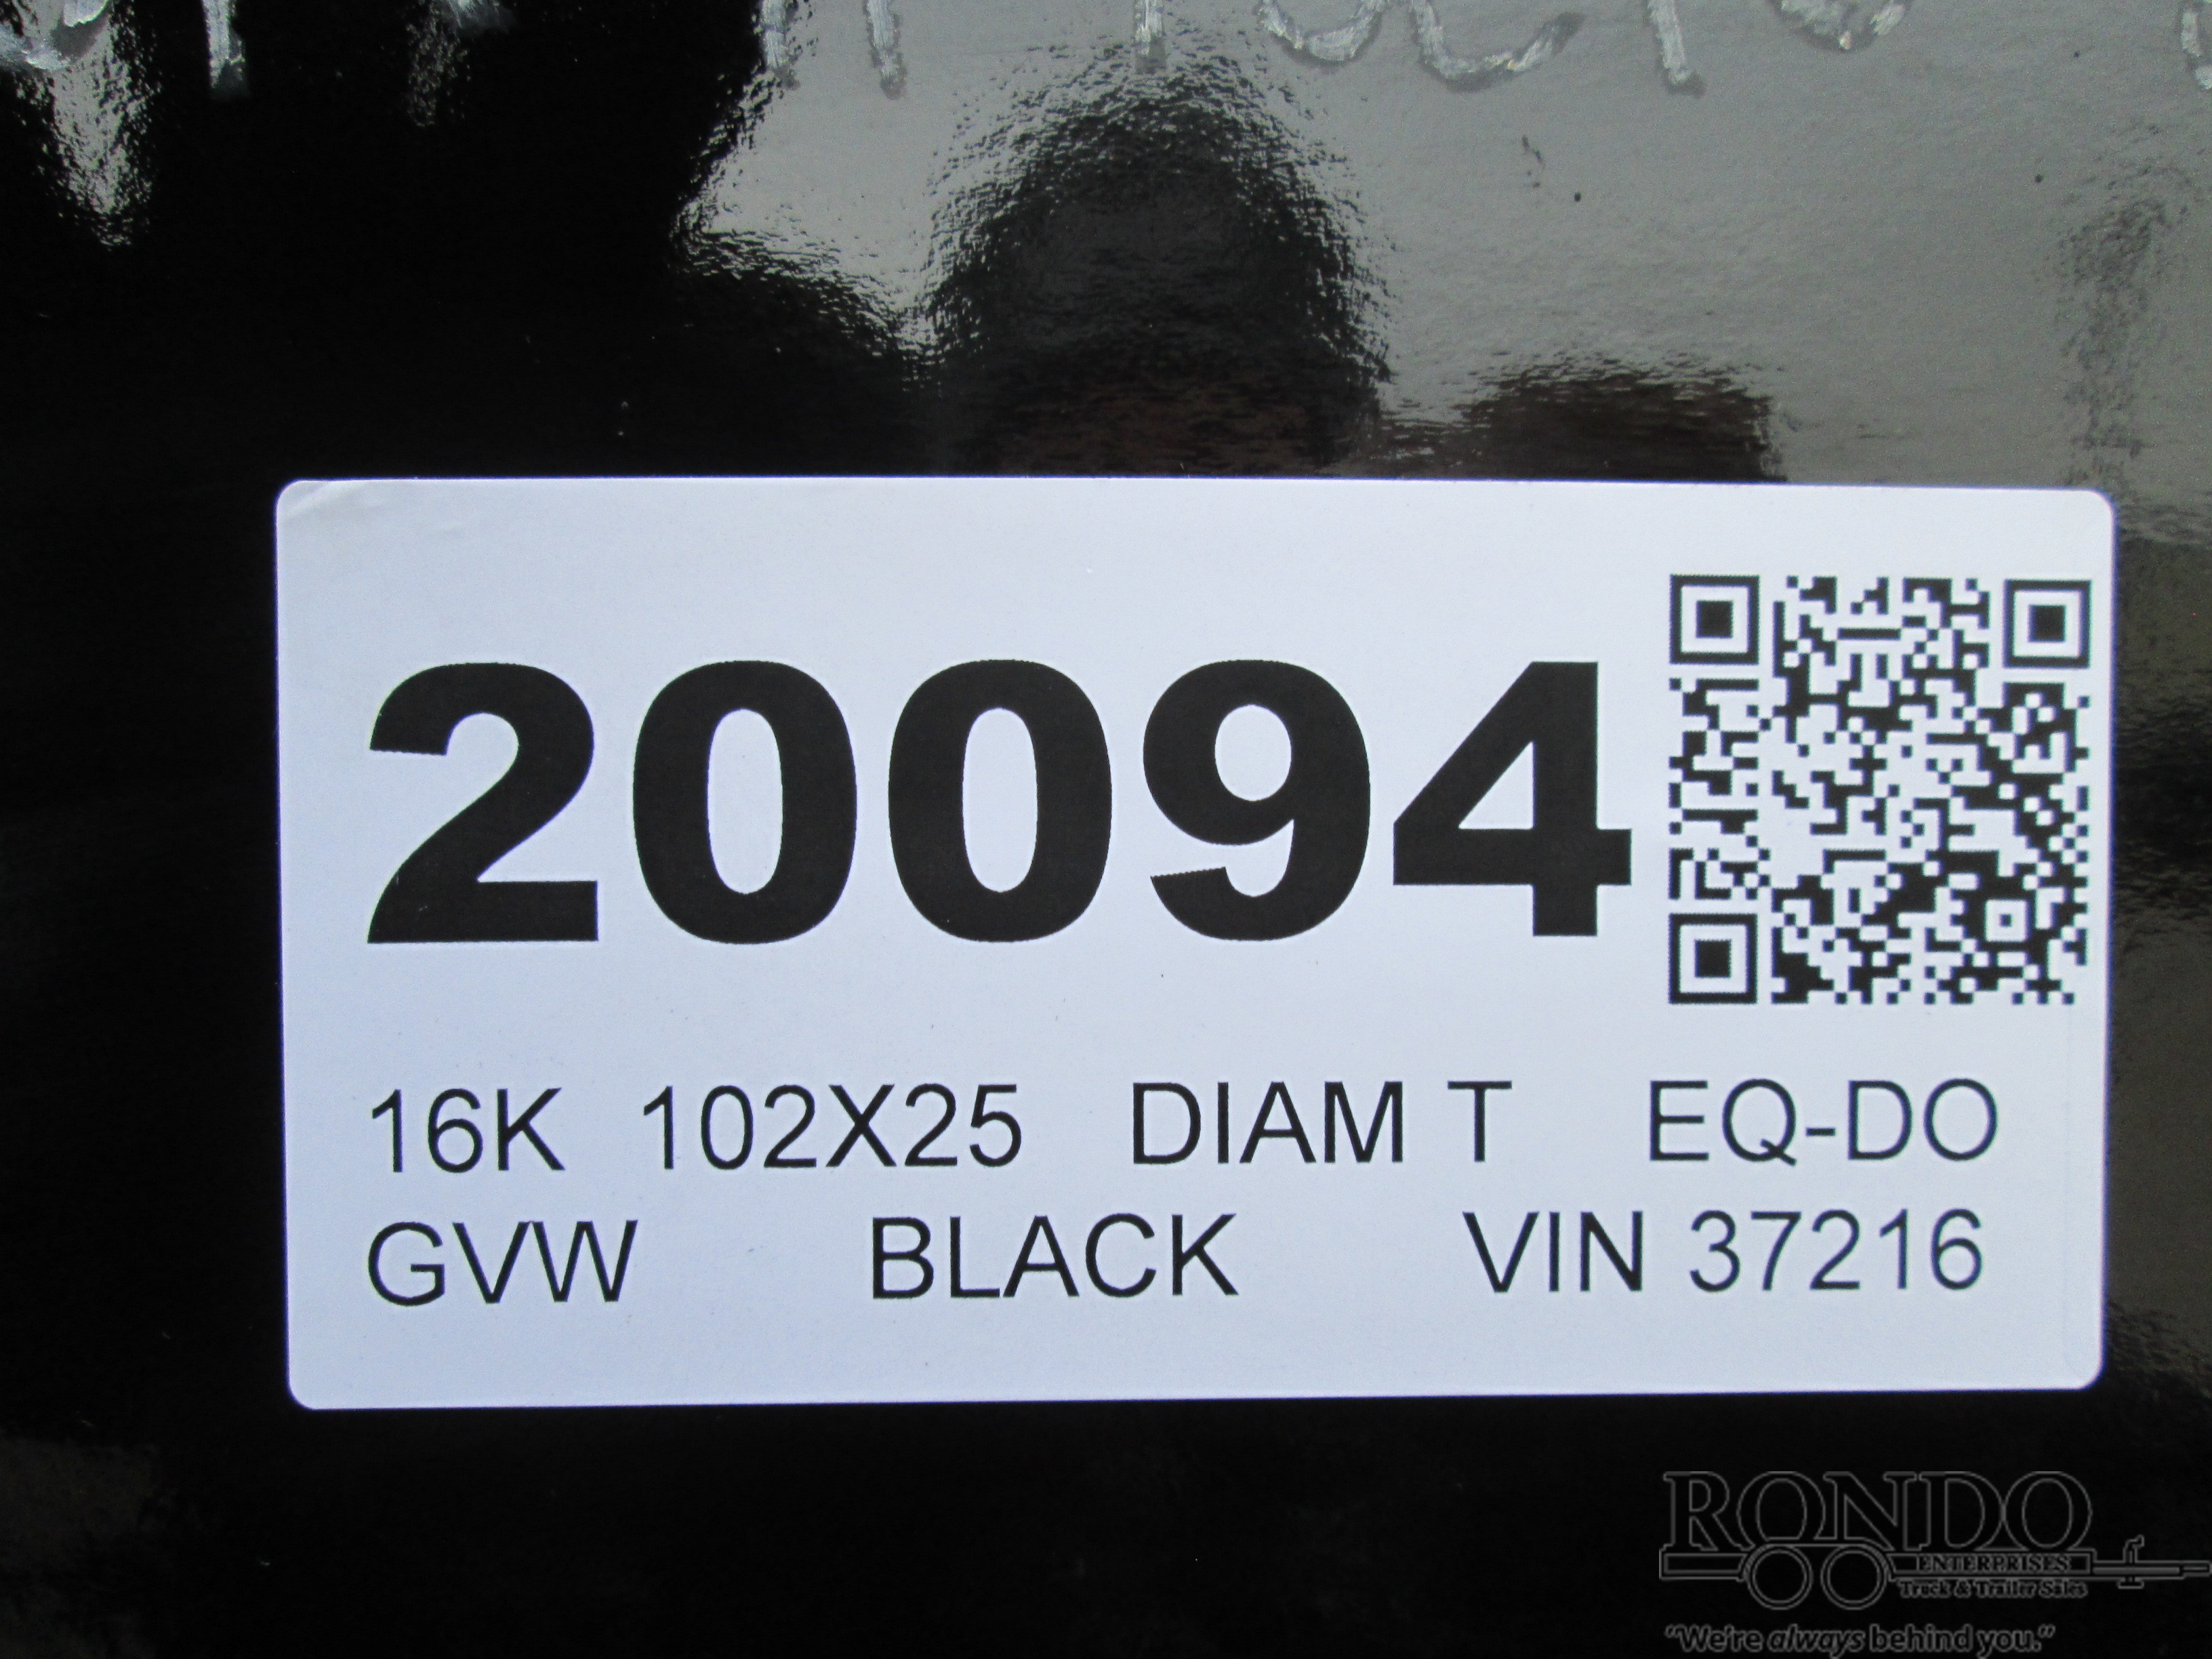 20094
16K 102X25 DIAM T EQ-DO
GVW BLACK VIN 37216
RONDO
ENTERPRISES
Truck & Trailer Sales
"We're always behind you."